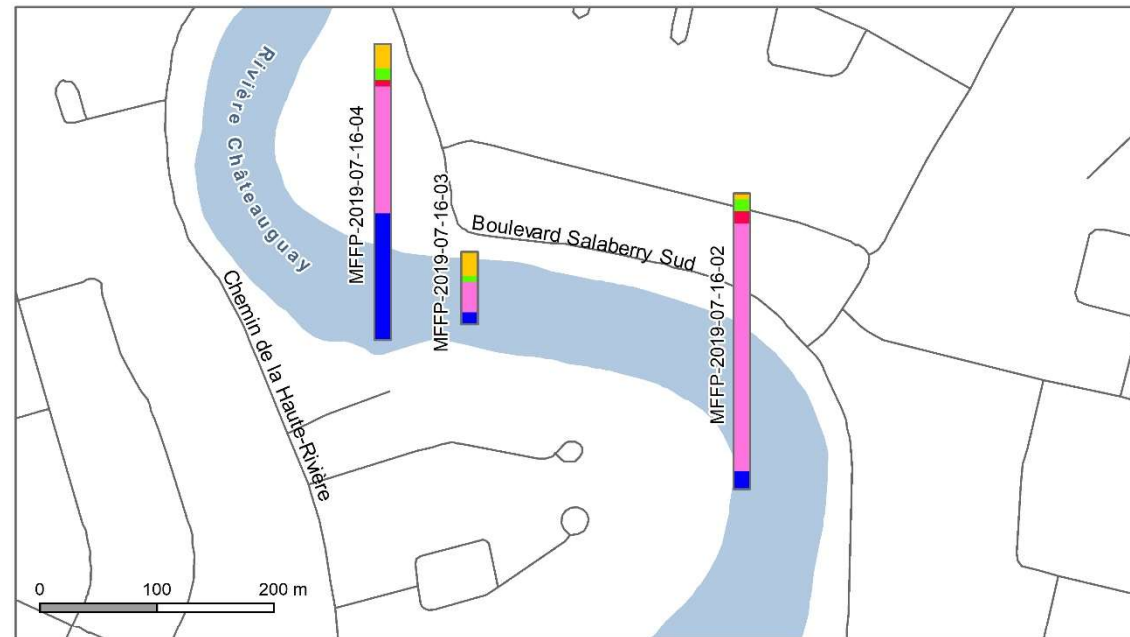 Rivière Châteauguay
MFFP-2019-07-16-04
MFFP-2019-07-16-03
Boulevard Salaberry Sud
MFFP-2019-07-16-02
Chemin de la Haute-Rivière
0 100 200 m